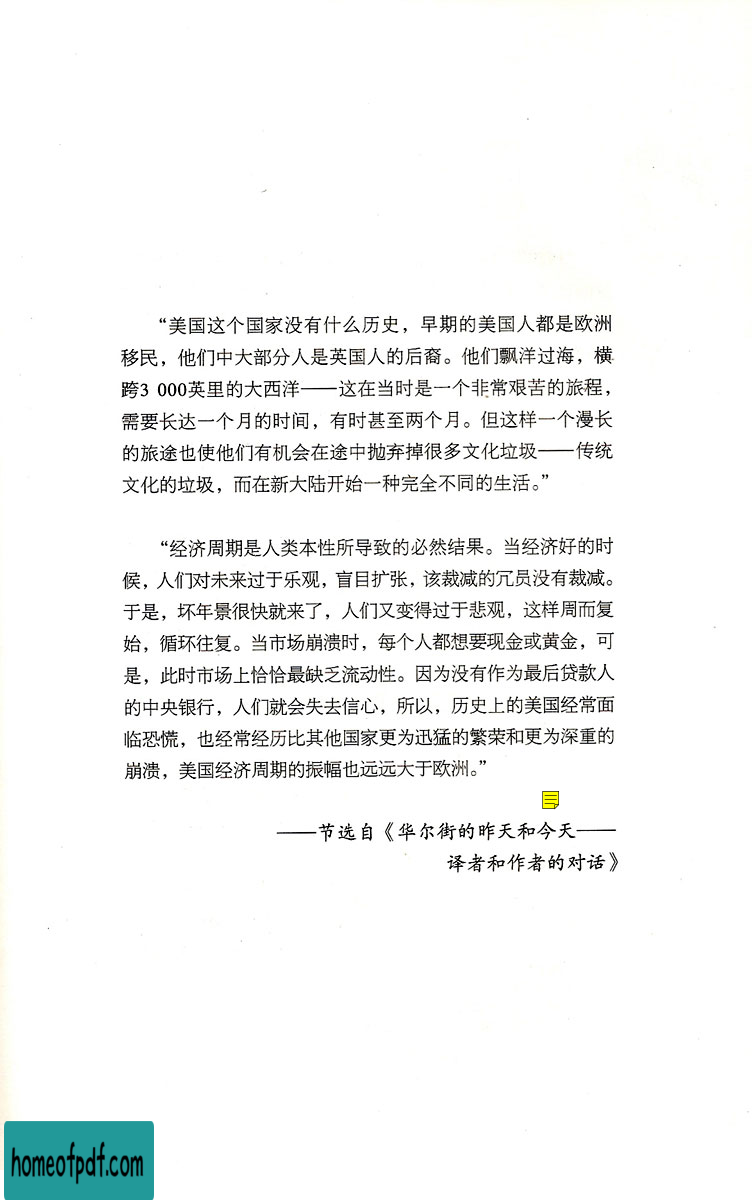 “美国这个国家没有什么历史，早期的美国人都是欧洲
移民，他们中大部分人是英国人的后裔。他们飘洋过海，横
跨3 000英里的大西洋——这在当时是一个非常艰苦的旅程，
需要长达一个月的时间，有时甚至两个月。但这样一个漫长
的旅途也使他们有机会在途中抛弃掉很多文化垃圾——传统
文化的垃圾，而在新大陆开始一种完全不同的生活。”
“经济周期是人类本性所导致的必然结果。当经济好的时
候，人们对未来过于乐观，盲目扩张，该裁减的冗员没有裁减。
于是，坏年景很快就来了，人们又变得过于悲观，这样周而复
始，循环往复。当市场崩溃时，每个人都想要现金或黄金，可
是，此时市场上恰恰最缺乏流动性。因为没有作为最后贷款人
的中央银行，人们就会失去信心，所以，历史上的美国经常面
临恐慌，也经常经历比其他国家更为迅猛的繁荣和更为深重的
崩溃，美国经济周期的振幅也远远大于欧洲。”
——节选自《华尔街的昨天和今天——
译者和作者的对话》
homeofpdf.com